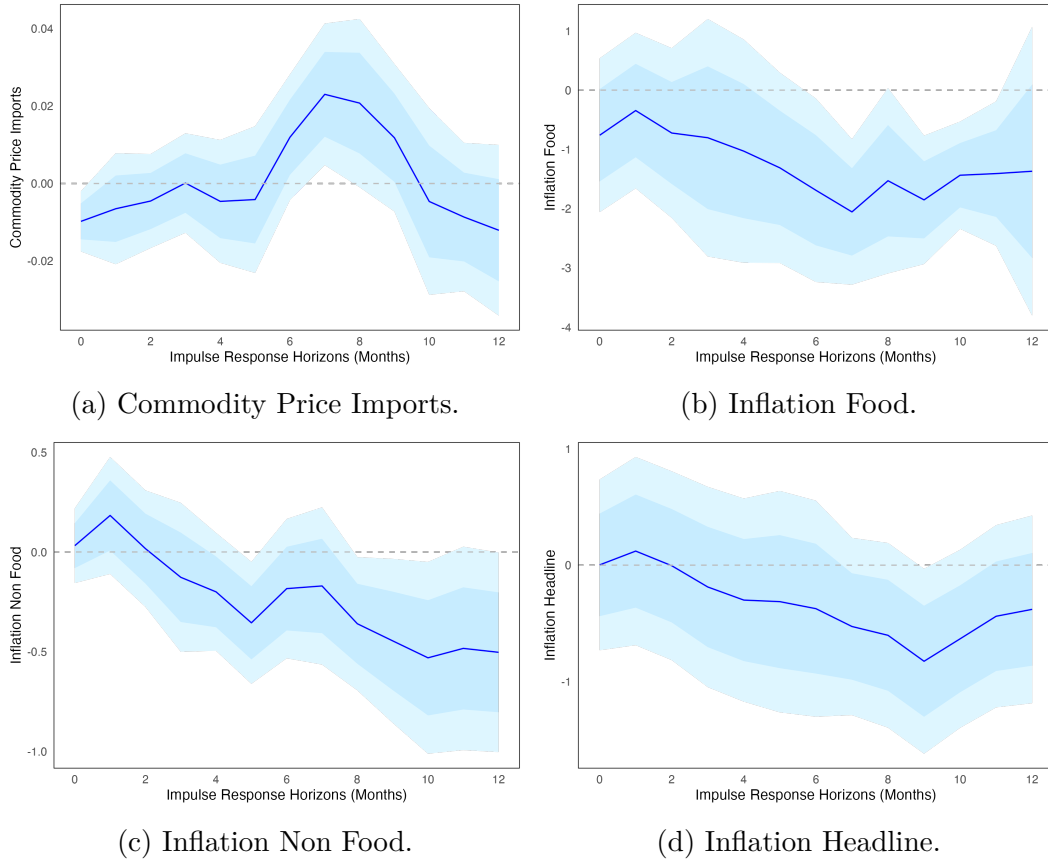 0.04
0.02
0.00
-0.02
Commodity Price Imports
0 2 4 6 8 10 12
Impulse Response Horizons (Months)
(a) Commodity Price Imports.
1
0
-1
-2
-3
-4
Inflation Food
0 2 4 6 8 10 12
Impulse Response Horizons (Months)
(b) Inflation Food.
0.5
0.0
-0.5
-1.0
Inflation Non Food
0 2 4 6 8 10 12
Impulse Response Horizons (Months)
(c) Inflation Non Food.
1
0
-1
Inflation Headline
0 2 4 6 8 10 12
Impulse Response Horizons (Months)
(d) Inflation Headline.